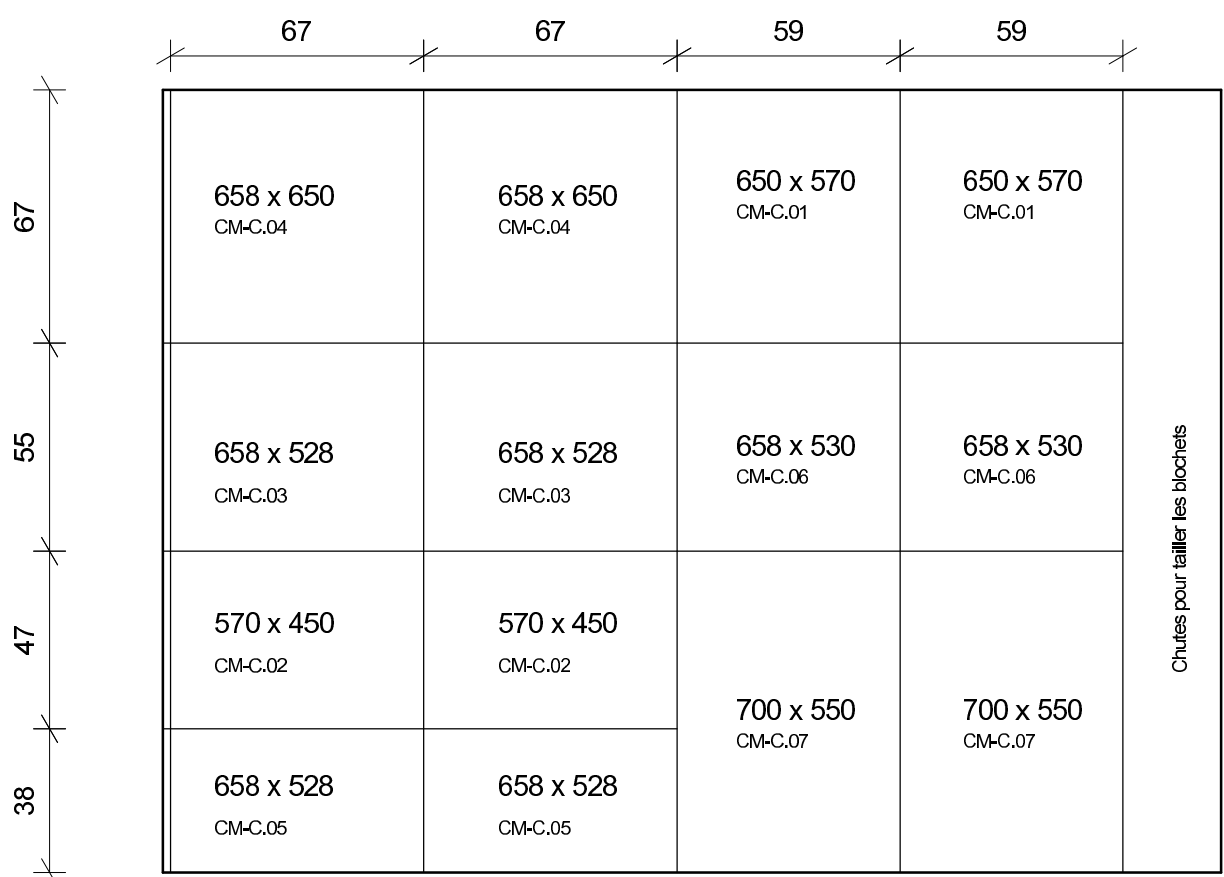 67 67 59 59
67
658 x 650 658 x 650 650 x 570 650 x 570
CM-C.04 CM-C.04 CM-C.01 CM-C.01
55
658 x 528 658 x 528 658 x 530 658 x 530
CM-C.03 CM-C.03 CM-C.06 CM-C.06
Chutes pour tailler les blochets
47
570 x 450 570 x 450
CM-C.02 CM-C.02
700 x 550 700 x 550
CM-C.07 CM-C.07
38
658 x 528 658 x 528
CM-C.05 CM-C.05